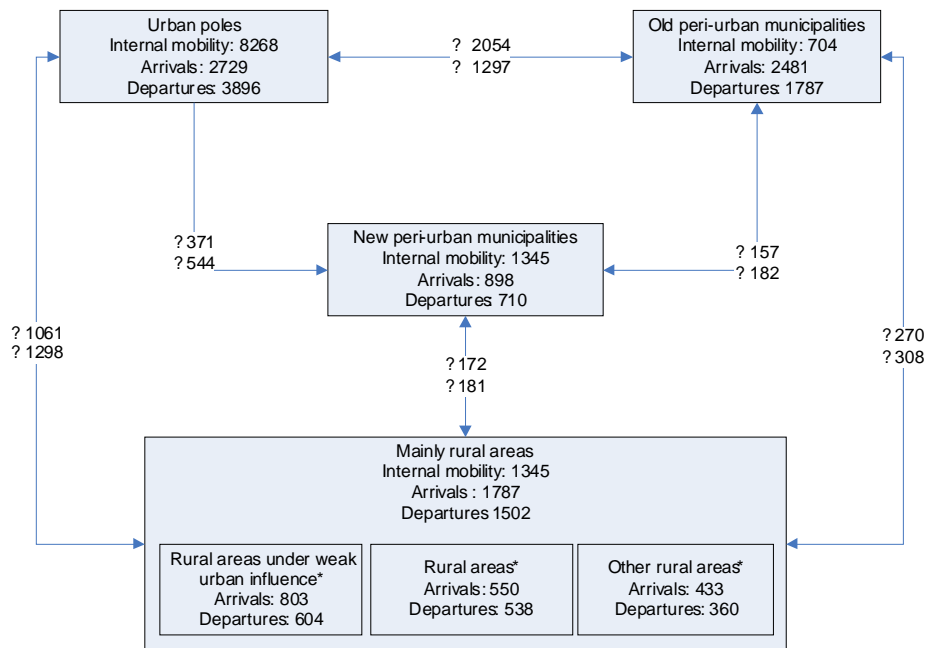 Urban poles
Internal mobility: 8268
Arrivals: 2729
Departures: 3896
? 2054
? 1297
Old peri-urban municipalities
Internal mobility: 704
Arrivals: 2481
Departures: 1787
New peri-urban municipalities
Internal mobility: 1345
Arrivals: 898
Departures: 710
? 371
? 544
? 157
? 182
? 1061
? 1298
? 270
? 308
? 172
? 181
Mainly rural areas
Internal mobility: 1345
Arrivals : 1787
Departures 1502
Rural areas under weak
urban influence*
Arrivals: 803
Departures: 604
Rural areas*
Arrivals: 550
Departures: 538
Other rural areas*
Arrivals: 433
Departures: 360